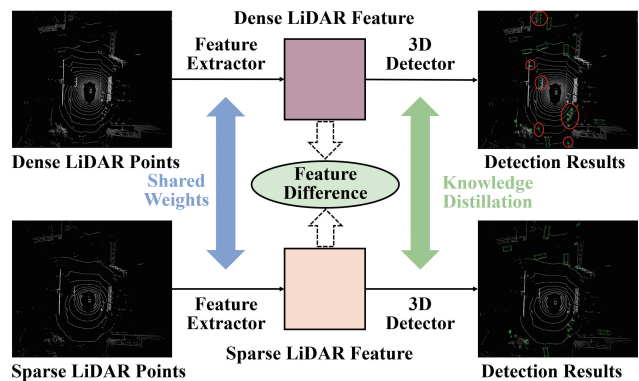 Dense LiDAR Feature
Feature
Extractor
3D
Detector
Dense LiDAR Points
Detection Results
Shared
Weights
Feature
Difference
Knowledge
Distillation
Feature
Extractor
3D
Detector
Sparse LiDAR Feature
Sparse LiDAR Points
Detection Results